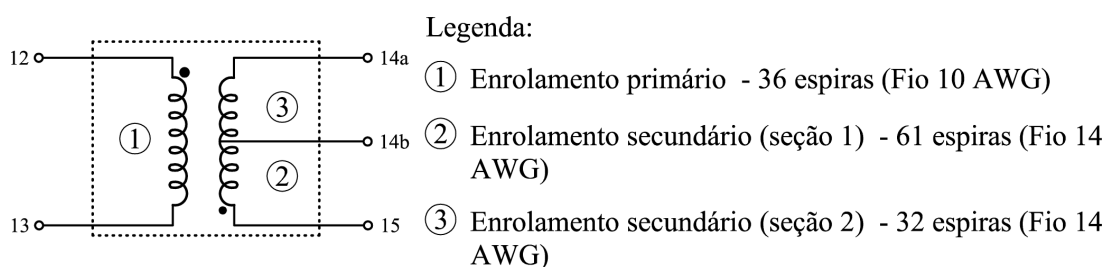 Legenda:
12
14a
① Enrolamento primário - 36 espiras (Fio 10 AWG)
③
①
14b
② Enrolamento secundário (seção 1) - 61 espiras (Fio 14
AWG)
②
13
15
③ Enrolamento secundário (seção 2) - 32 espiras (Fio 14
AWG)